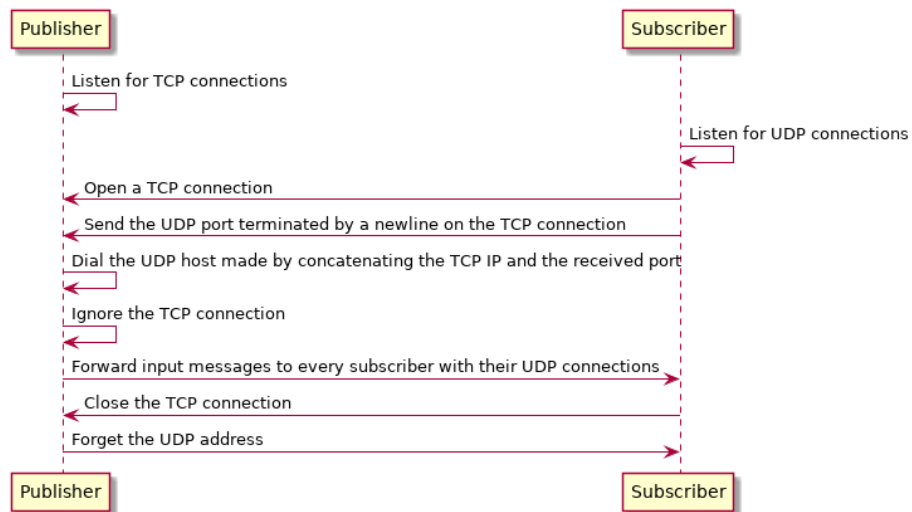 Publisher Subscriber
Listen for TCP connections
Listen for UDP connections
Open a TCP connection
Send the UDP port terminated by a newline on the TCP connection
Dial the UDP host made by concatenating the TCP IP and the received port
Ignore the TCP connection
Forward input messages to every subscriber with their UDP connections
Close the TCP connection
Forget the UDP address
Publisher Subscriber